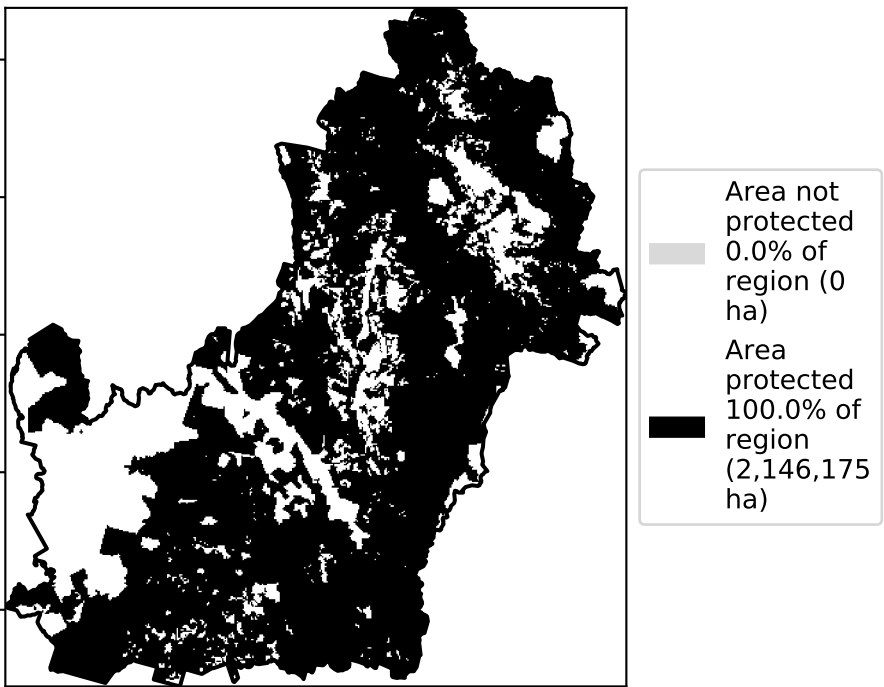 Area not
protected
0.0% of
region (0
ha)
Area
protected
100.0% of
region
(2,146,175
ha)